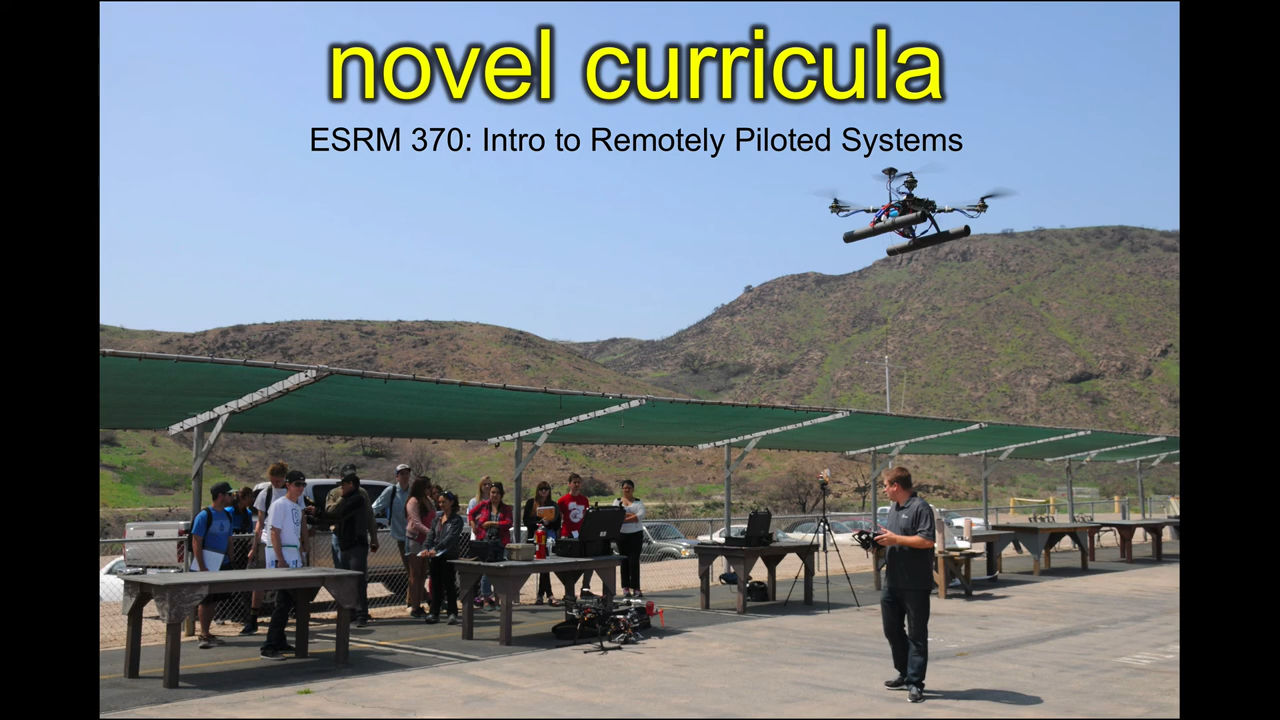 novel curricula
ESRM 370: Intro to Remotely Piloted Systems